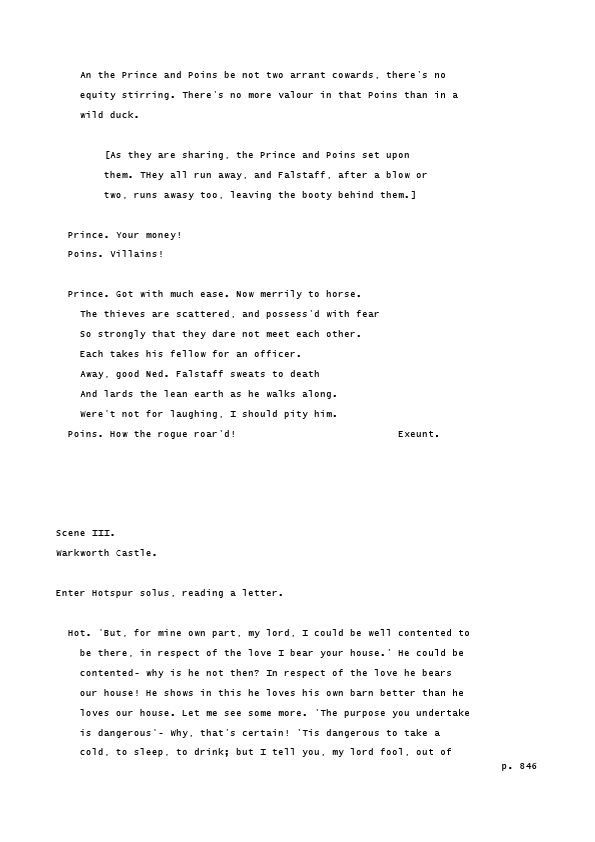 An the Prince and Poins be not two arrant cowards, there's no
equity stirring. There's no more valour in that Poins than in a
wild duck.
[As they are sharing, the Prince and Poins set upon
them. THey all run away, and Falstaff, after a blow or
two, runs awasy too, leaving the booty behind them.]
Prince. Your money!
Poins. Villains!
Prince. Got with much ease. Now merrily to horse.
The thieves are scattered, and possess'd with fear
So strongly that they dare not meet each other.
Each takes his fellow for an officer.
Away, good Ned. Falstaff sweats to death
And lards the lean earth as he walks along.
Were't not for laughing, I should pity him.
Poins. How the rogue roar'd! Exeunt.
Scene III.
Warkworth Castle.
Enter Hotspur solus, reading a letter.
Hot. 'But, for mine own part, my lord, I could be well contented to
be there, in respect of the love I bear your house.' He could be
contented- why is he not then? In respect of the love he bears
our house! He shows in this he loves his own barn better than he
loves our house. Let me see some more. 'The purpose you undertake
is dangerous'- Why, that's certain! 'Tis dangerous to take a
cold, to sleep, to drink; but I tell you, my lord fool, out of
p. 846